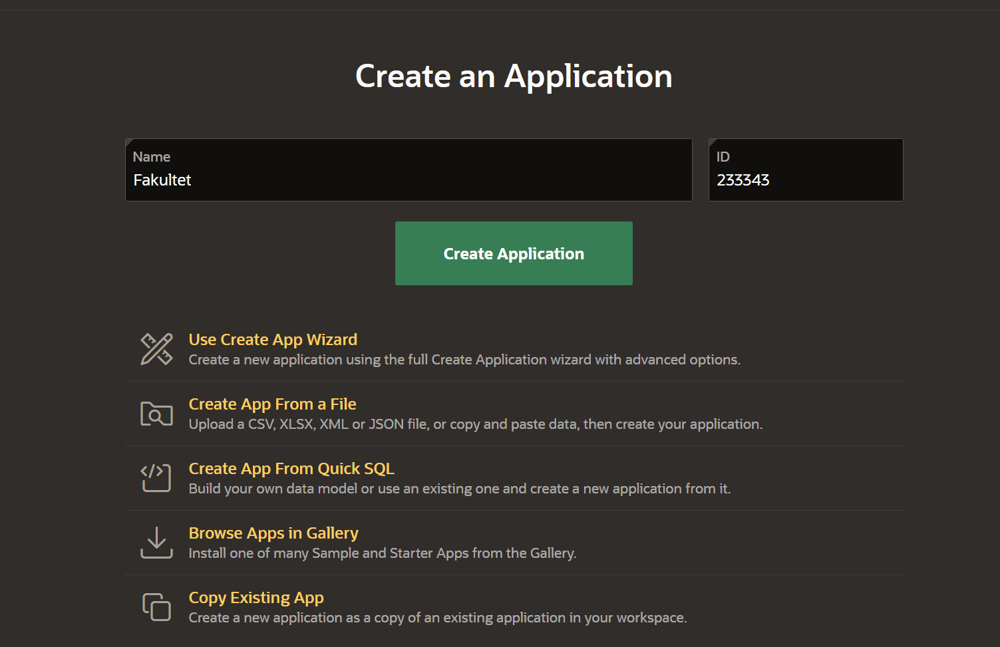 Create an Application
Name
Fakultet
ID
233343
Create Application
Use Create App Wizard
Create a new application using the full Create Application wizard with advanced options.
Create App From a File
Upload a CSV, XLSX, XML or JSON file, or copy and paste data, then create your application.
Create App From Quick SQL
Build your own data model or use an existing one and create a new application from it.
Browse Apps in Gallery
Install one of many Sample and Starter Apps from the Gallery.
Copy Existing App
Create a new application as a copy of an existing application in your workspace.